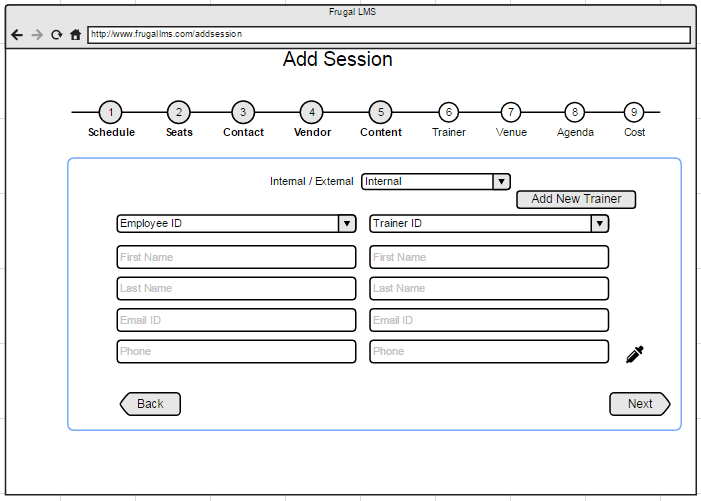 Frugal LMS
http://www.frugallms.com/addsession
Add Session
1 2 3 4 5 6 7 8 9
Schedule Seats Contact Vendor Content Trainer Venue Agenda Cost
Internal / External Internal
Add New Trainer
Employee ID Trainer ID
First Name First Name
Last Name Last Name
Email ID Email ID
Phone Phone
Back Next